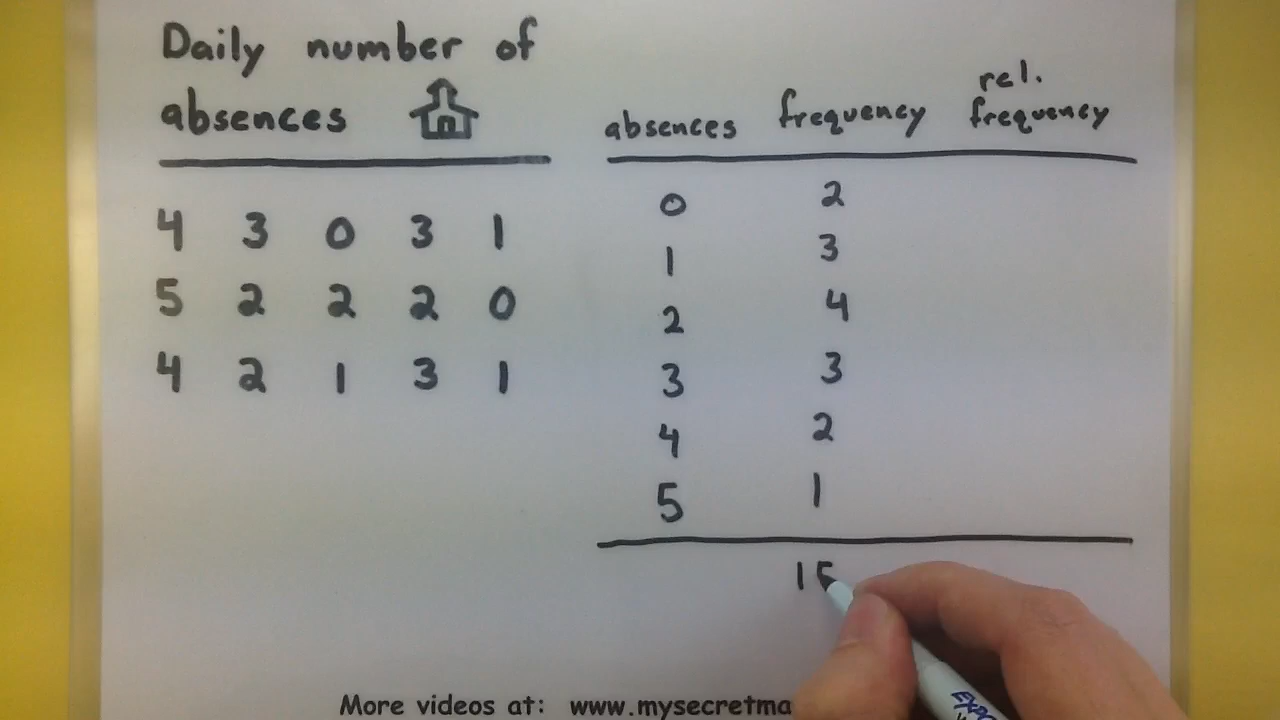 Daily number of
absences
4 3 0 3 1
5 2 2 2 0
4 2 1 3 1
absences frequency rel. frequency
0 2
1 3
2 4
3 3
4 2
5 1
15
More videos at: www.mysecretma
EXPO